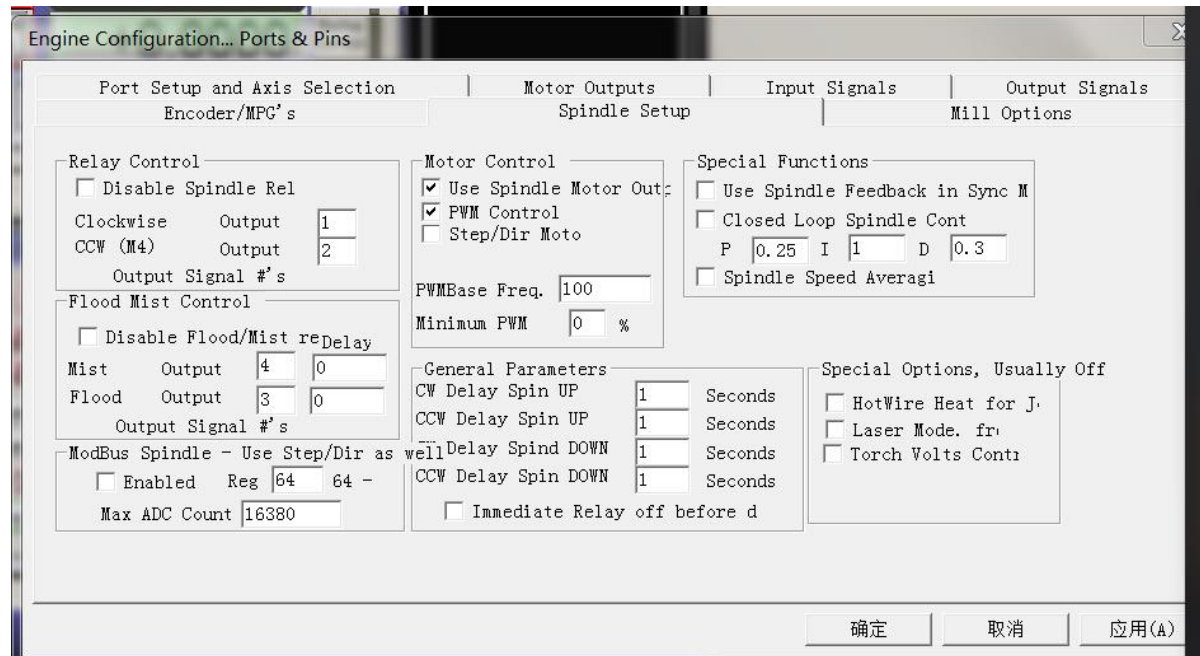 Engine Configuration... Ports & Pins
Port Setup and Axis Selection
Motor Outputs
Input Signals
Output Signals
Encoder/MPG's
Spindle Setup
Mill Options
Relay Control
Disable Spindle Rel
Clockwise Output 1
CCW (M4) Output 2
Output Signal #'s
Flood Mist Control
Disable Flood/Mist re
Delay
Mist Output 4 0
Flood Output 3 0
Output Signal #'s
ModBus Spindle - Use Step/Dir as well
Enabled Reg 64 64 -
Max ADC Count 16380
Motor Control
Use Spindle Motor Outp
PWM Control
Step/Dir Moto
PWMBase Freq. 100
Minimum PWM 0 %
General Parameters
CW Delay Spin UP 1 Seconds
CCW Delay Spin UP 1 Seconds
Delay Spind DOWN 1 Seconds
CCW Delay Spin DOWN 1 Seconds
Immediate Relay off before d
Special Functions
Use Spindle Feedback in Sync M
Closed Loop Spindle Cont
P 0.25 I 1 D 0.3
Spindle Speed Averagi
Special Options, Usually Off
HotWire Heat for J
Laser Mode. fr
Torch Volts Cont
确定
取消
应用(A)